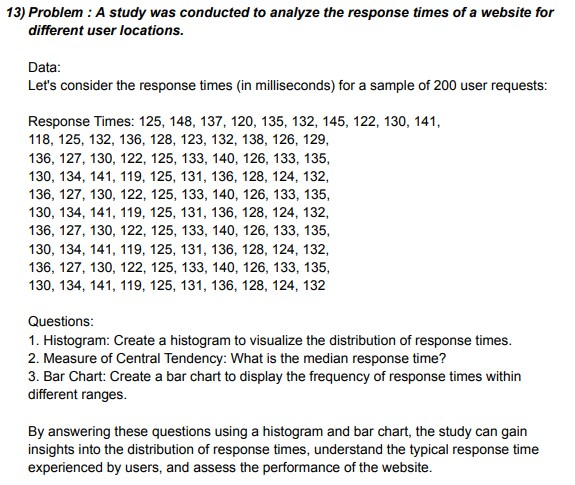 13) Problem : A study was conducted to analyze the response times of a website for
different user locations.
Data:
Let's consider the response times (in milliseconds) for a sample of 200 user requests:
Response Times: 125, 148, 137, 120, 135, 132, 145, 122, 130, 141,
118, 125, 132, 136, 128, 123, 132, 138, 126, 129,
136, 127, 130, 122, 125, 133, 140, 126, 133, 135,
130, 134, 141, 119, 125, 131, 136, 128, 124, 132,
136, 127, 130, 122, 125, 133, 140, 126, 133, 135,
130, 134, 141, 119, 125, 131, 136, 128, 124, 132,
136, 127, 130, 122, 125, 133, 140, 126, 133, 135,
130, 134, 141, 119, 125, 131, 136, 128, 124, 132,
136, 127, 130, 122, 125, 133, 140, 126, 133, 135,
130, 134, 141, 119, 125, 131, 136, 128, 124, 132
Questions:
1. Histogram: Create a histogram to visualize the distribution of response times.
2. Measure of Central Tendency: What is the median response time?
3. Bar Chart: Create a bar chart to display the frequency of response times within
different ranges.
By answering these questions using a histogram and bar chart, the study can gain
insights into the distribution of response times, understand the typical response time
experienced by users, and assess the performance of the website.